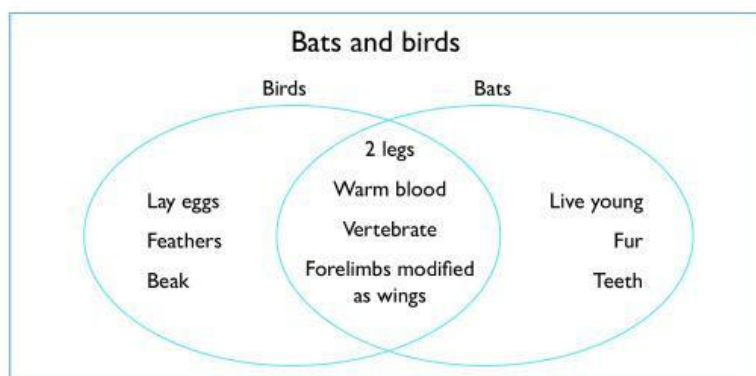 Bats and birds
Birds
Bats
Lay eggs
Feathers
Beak
2 legs
Warm blood
Vertebrate
Forelimbs modified
as wings
Live young
Fur
Teeth